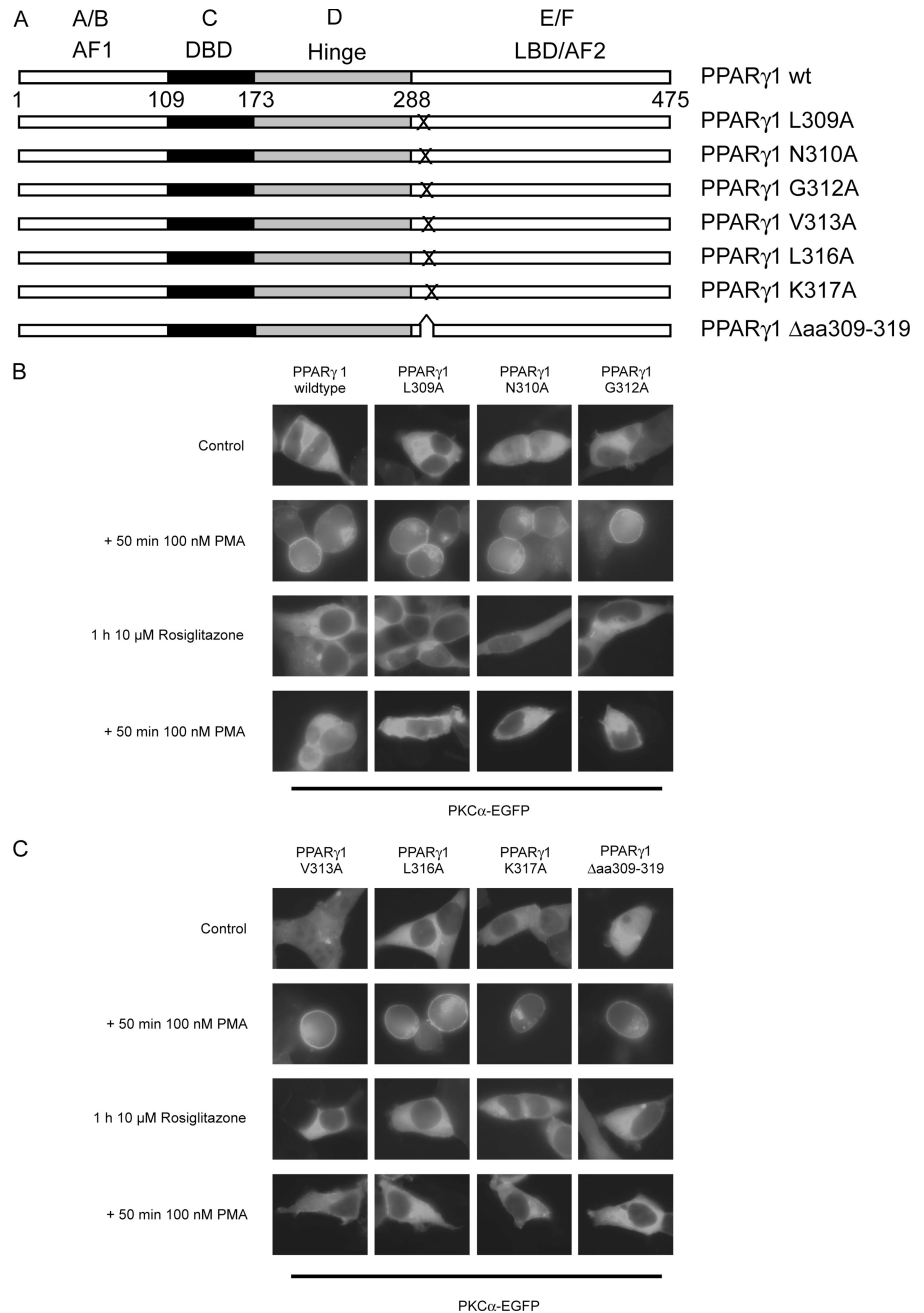 A
A/B C D E/F
AF1 DBD Hinge LBD/AF2
PPARγ1 wt
1 109 173 288 475
X PPARγ1 L309A
X PPARγ1 N310A
X PPARγ1 G312A
X PPARγ1 V313A
X PPARγ1 L316A
X PPARγ1 K317A
PPARγ1 Δaa309-319
B
PPARγ 1 PPARγ1 PPARγ1 PPARγ1
wildtype L309A N310A G312A
Control
+ 50 min 100 nM PMA
1 h 10 µM Rosiglitazone
+ 50 min 100 nM PMA
PKCα-EGFP
C
PPARγ1 PPARγ1 PPARγ1 PPARγ1
V313A L316A K317A Δaa309-319
Control
+ 50 min 100 nM PMA
1 h 10 µM Rosiglitazone
+ 50 min 100 nM PMA
PKCα-EGFP